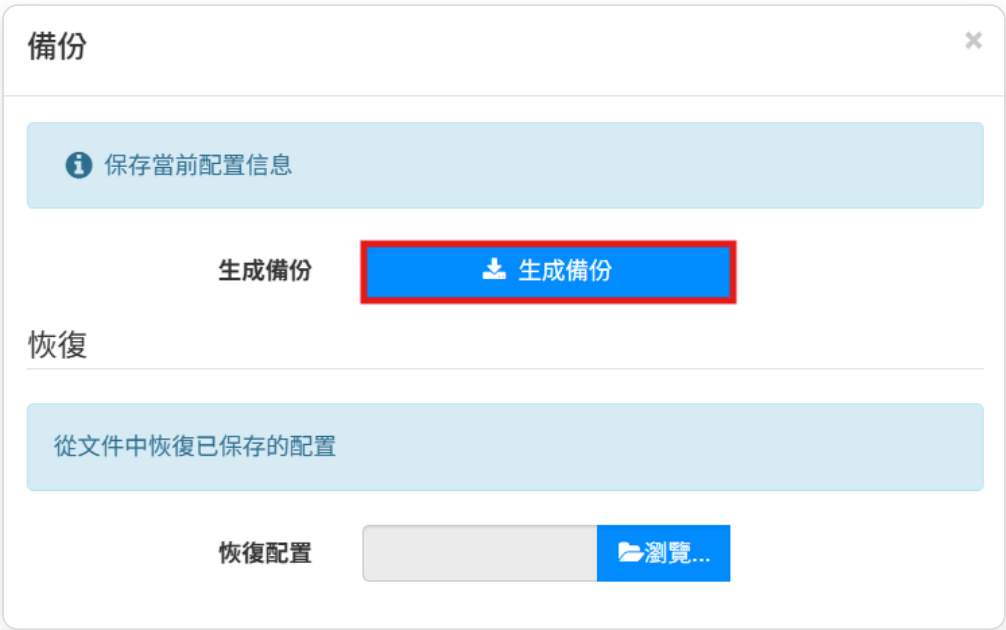 備份
×
保存當前配置信息
生成備份 生成備份
恢復
從文件中恢復已保存的配置
恢復配置 瀏覽...